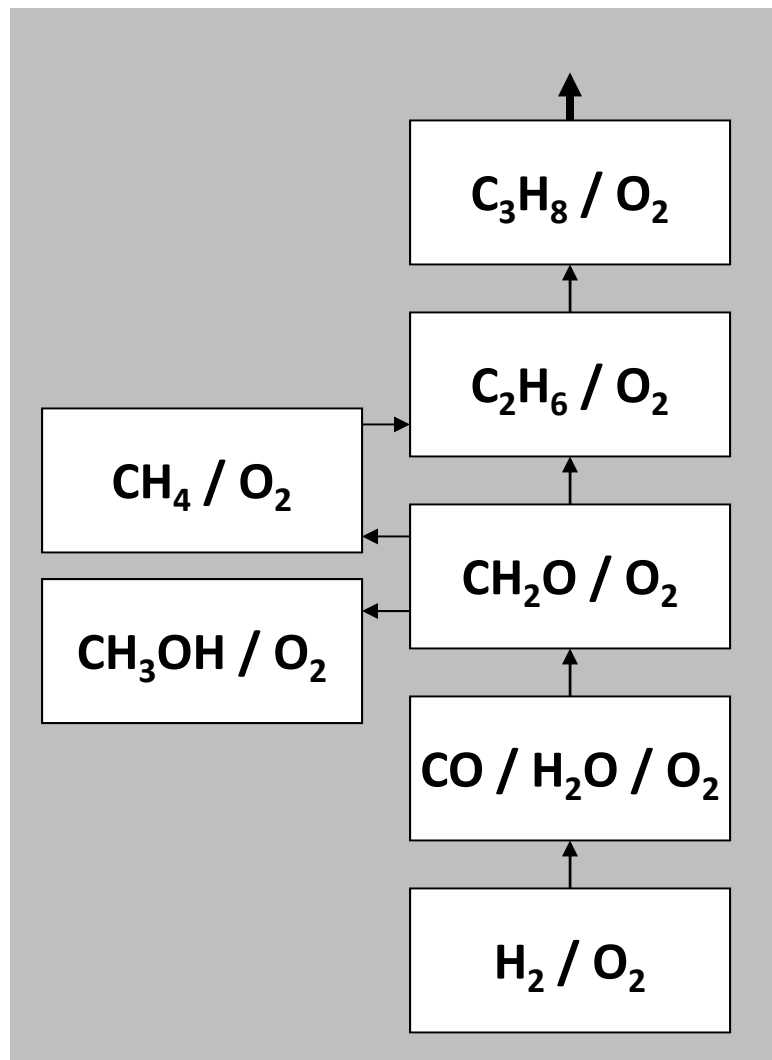 C₃H₈ / O₂
C₂H₆ / O₂
CH₄ / O₂
CH₂O / O₂
CH₃OH / O₂
CO / H₂O / O₂
H₂ / O₂